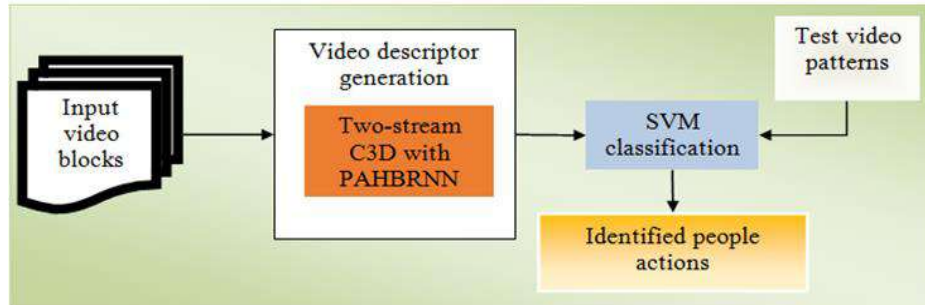 Input
video
blocks
Video descriptor
generation
Two-stream
C3D with
PAHBRNN
SVM
classification
Test video
patterns
Identified people
actions